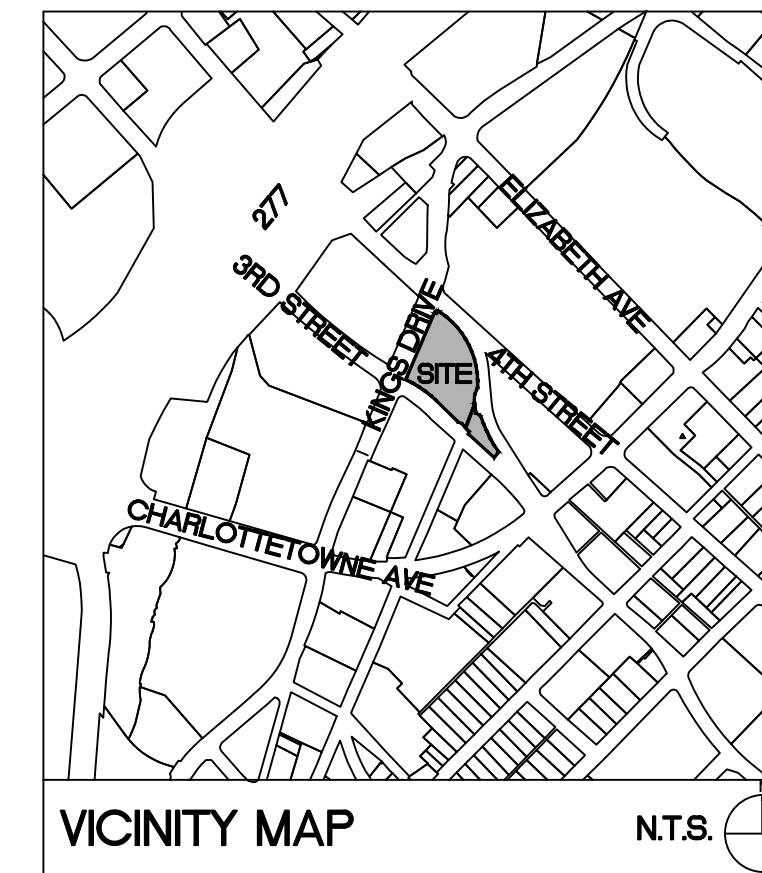 277
ELIZABETH AVE
3RD STREET
KINGS DRIVE
SITE
4TH STREET
CHARLOTTETOWNE AVE
VICINITY MAP
N.T.S.